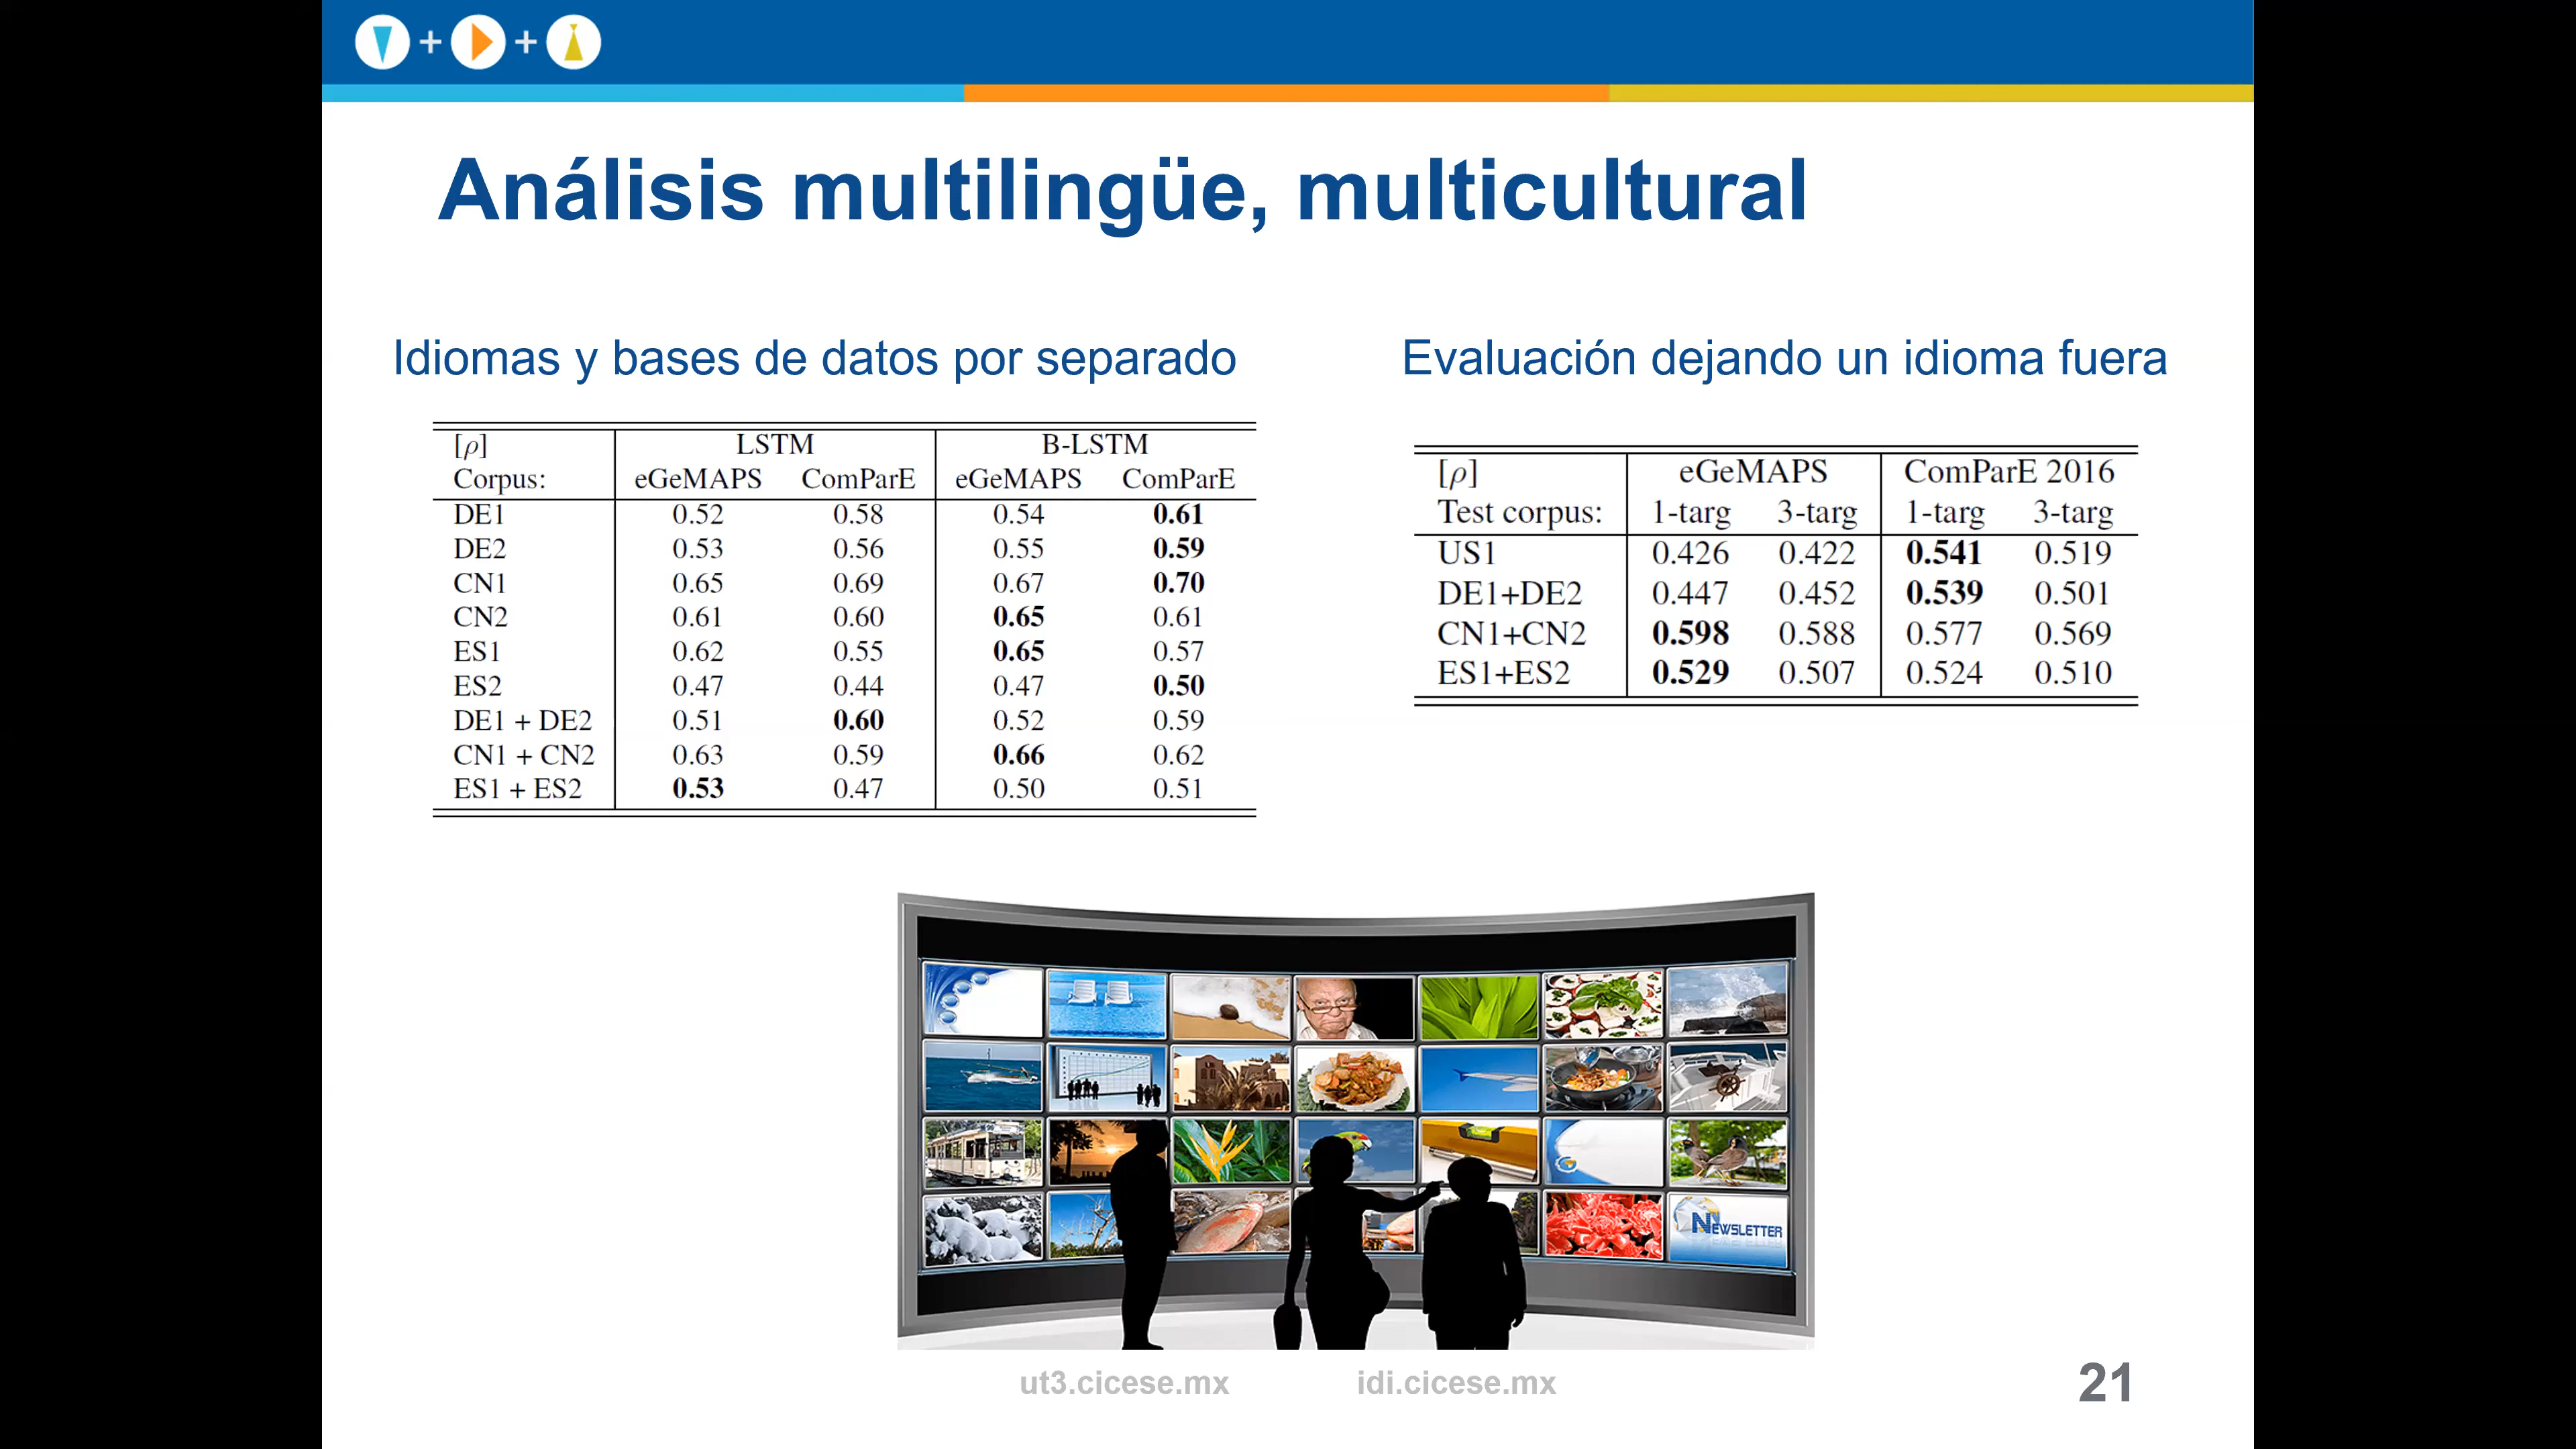 Análisis multilingüe, multicultural
Idiomas y bases de datos por separado
[ρ] LSTM B-LSTM
Corpus: eGeMAPS ComParE eGeMAPS ComParE
DE1 0.52 0.58 0.54 0.61
DE2 0.53 0.56 0.55 0.59
CN1 0.65 0.69 0.67 0.70
CN2 0.61 0.60 0.65 0.61
ES1 0.62 0.55 0.65 0.57
ES2 0.47 0.44 0.47 0.50
DE1 + DE2 0.51 0.60 0.52 0.59
CN1 + CN2 0.63 0.59 0.66 0.62
ES1 + ES2 0.53 0.47 0.50 0.51
Evaluación dejando un idioma fuera
[ρ] eGeMAPS ComParE 2016
Test corpus: 1-targ 3-targ 1-targ 3-targ
US1 0.426 0.422 0.541 0.519
DE1+DE2 0.447 0.452 0.539 0.501
CN1+CN2 0.598 0.588 0.577 0.569
ES1+ES2 0.529 0.507 0.524 0.510
NEWSLETTER
ut3.cicese.mx idi.cicese.mx
21